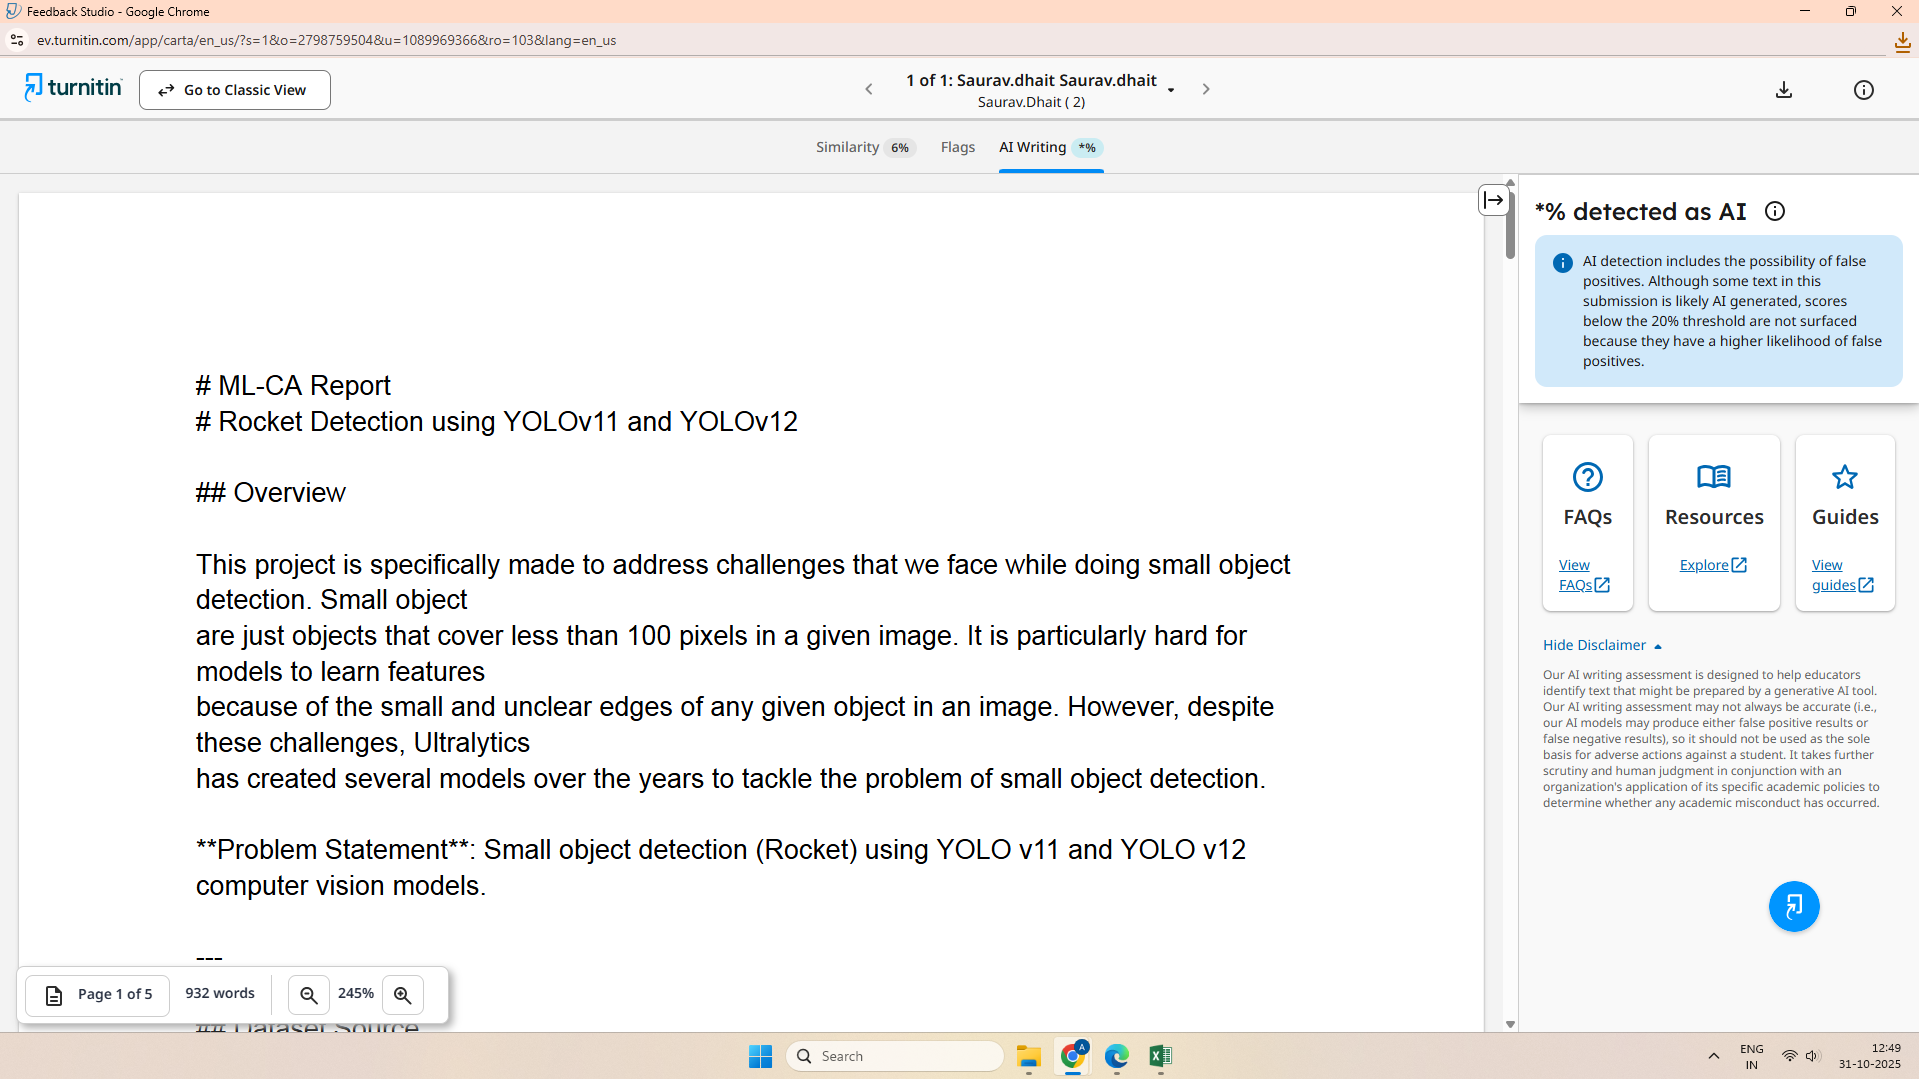 Feedback Studio - Google Chrome
ev.turnitin.com/app/carta/en_us/?s=1&o=2798759504&u=1089969366&ro=103&lang=en_us
turnitin
Go to Classic View
1 of 1: Saurav.dhait Saurav.dhait
Saurav.Dhait ( 2)
Similarity 6%
Flags
AI Writing *%
# ML-CA Report
# Rocket Detection using YOLOv11 and YOLOv12
## Overview
This project is specifically made to address challenges that we face while doing small object
detection. Small object
are just objects that cover less than 100 pixels in a given image. It is particularly hard for
models to learn features
because of the small and unclear edges of any given object in an image. However, despite
these challenges, Ultralytics
has created several models over the years to tackle the problem of small object detection.
**Problem Statement**: Small object detection (Rocket) using YOLO v11 and YOLO v12
computer vision models.
---
## Dataset Source
Page 1 of 5
932 words
245%
*% detected as AI
AI detection includes the possibility of false
positives. Although some text in this
submission is likely AI generated, scores
below the 20% threshold are not surfaced
because they have a higher likelihood of false
positives.
FAQs
View
FAQs
Resources
Explore
Guides
View
guides
Hide Disclaimer
Our AI writing assessment is designed to help educators
identify text that might be prepared by a generative AI tool.
Our AI writing assessment may not always be accurate (i.e.,
our AI models may produce either false positive results or
false negative results), so it should not be used as the sole
basis for adverse actions against a student. It takes further
scrutiny and human judgment in conjunction with an
organization's application of its specific academic policies to
determine whether any academic misconduct has occurred.
Search
A
ENG
IN
12:49
31-10-2025